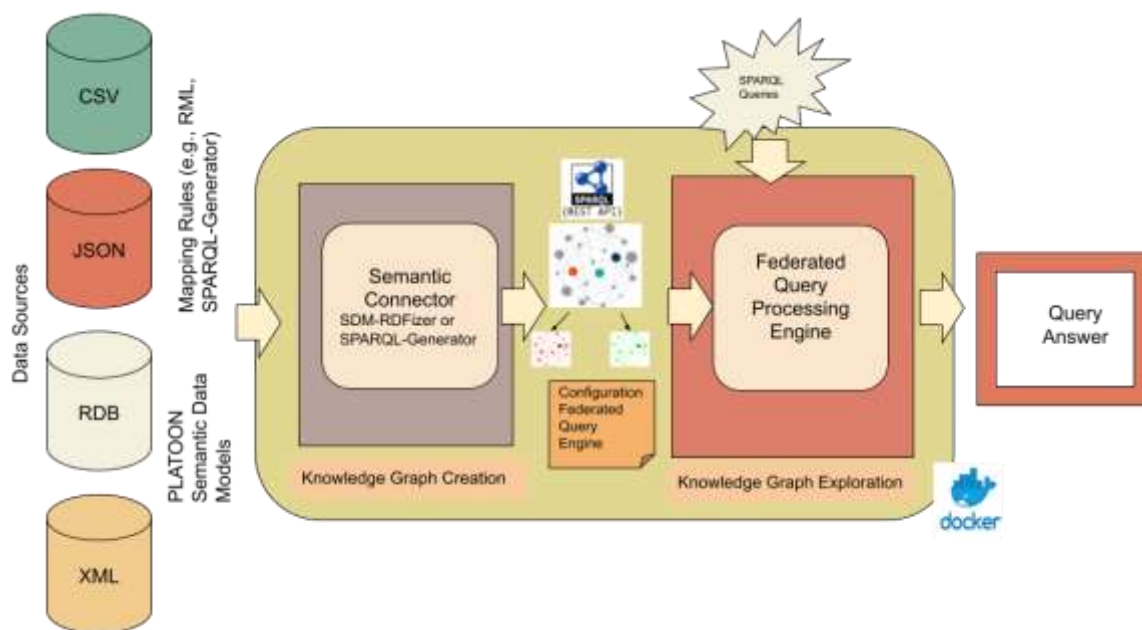 Data Sources
CSV
JSON
RDB
XML
Mapping Rules (e.g., RML,
SPARQL-Generator)
PLATOON
Semantic Data
Models
Semantic
Connector
SDM-RDFizer or
SPARQL-Generator
Knowledge Graph Creation
SPARQL
(REST API)
Configuration
Federated
Query
Engine
SPARQL
Queries
Federated
Query
Processing
Engine
Knowledge Graph Exploration
docker
Query
Answer